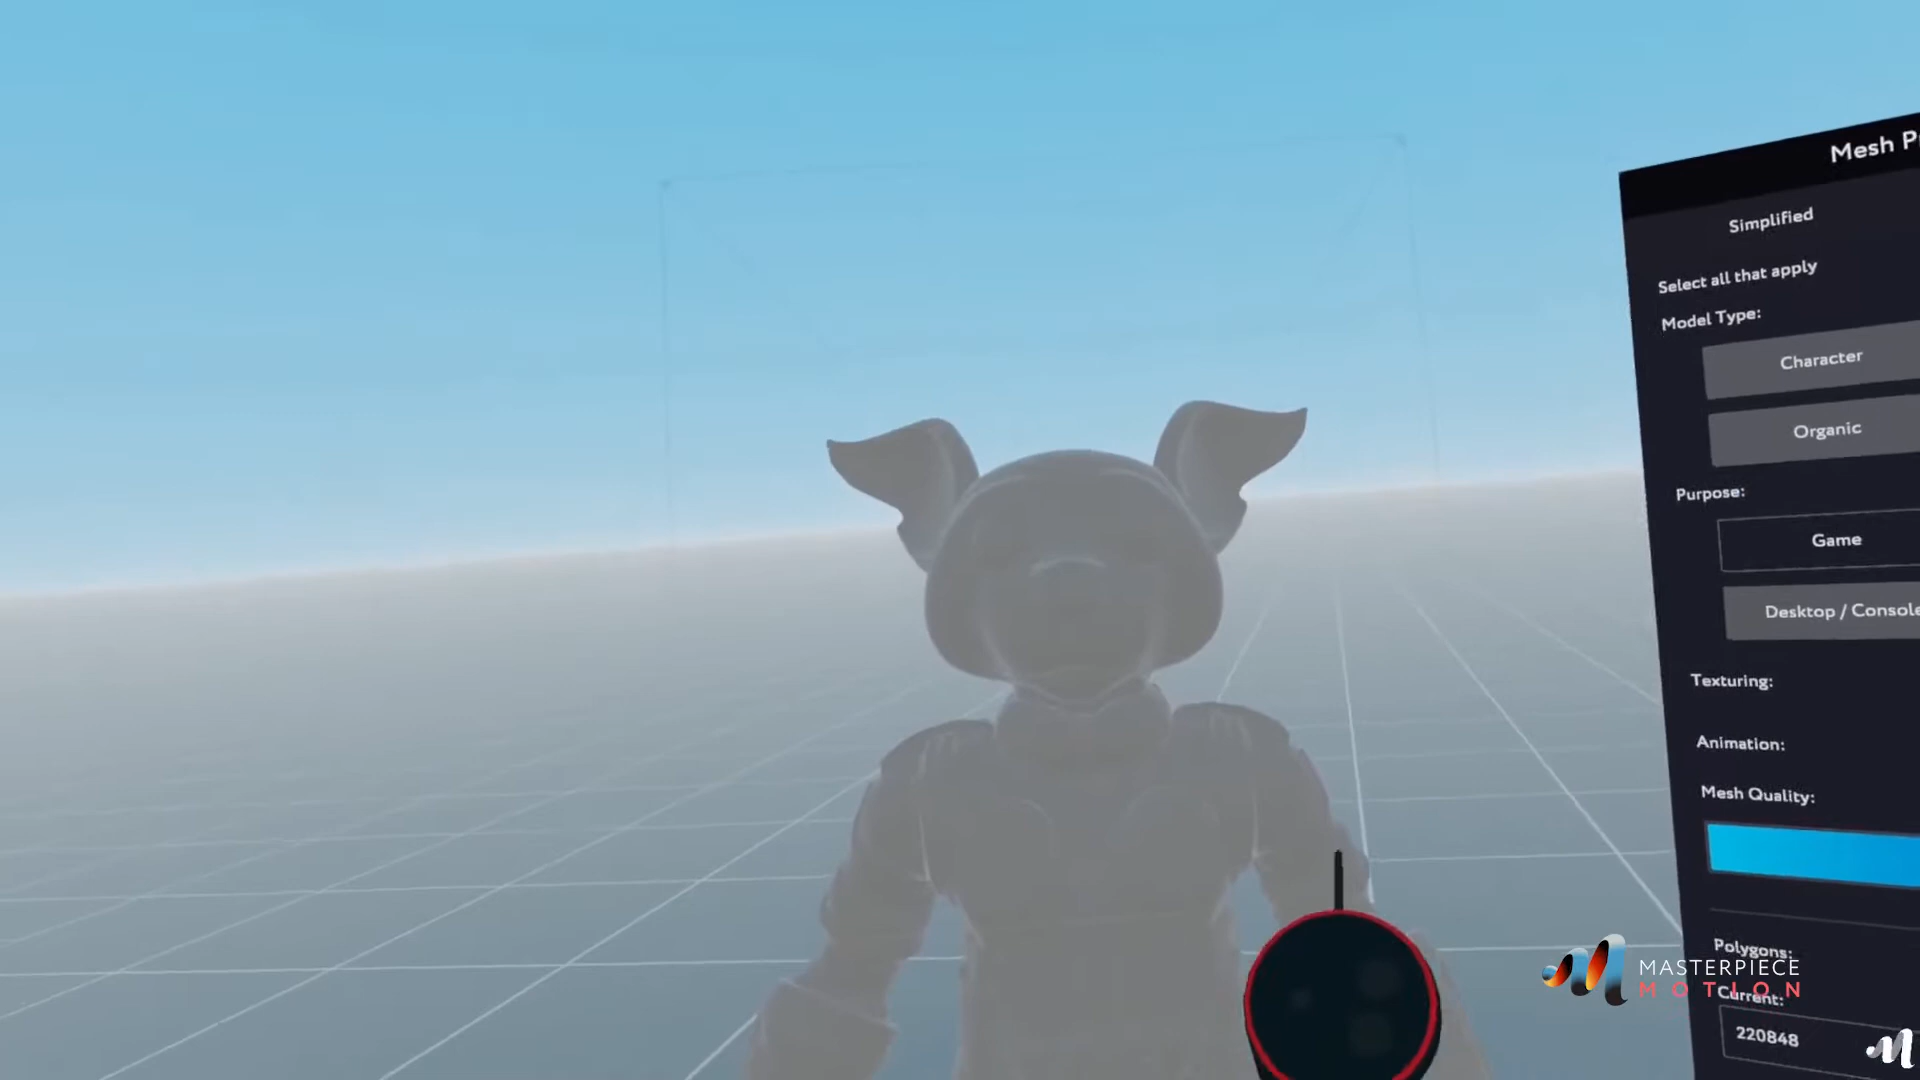 Mesh
Simplified
Select all that apply
Model Type:
Character
Organic
Purpose:
Game
Desktop / Console
Texturing:
Animation:
Mesh Quality:
Polygons:
MASTERPIECE
MOTION
Current:
220848